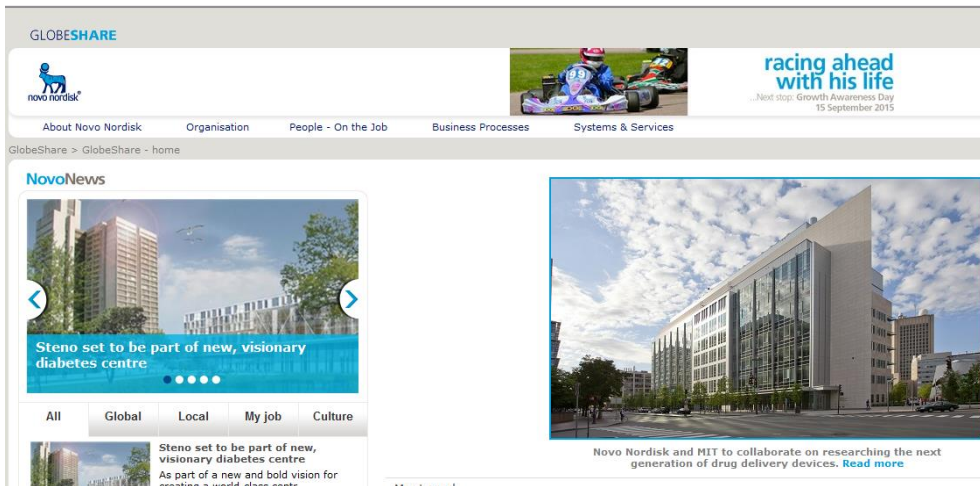 GLOBESHARE
novo nordisk®
99
racing ahead
with his life
...Next stop: Growth Awareness Day
15 September 2015
About Novo Nordisk Organisation People - On the Job Business Processes Systems & Services
GlobeShare > GlobeShare - home
NovoNews
Steno set to be part of new, visionary
diabetes centre
All Global Local My job Culture
Steno set to be part of new,
visionary diabetes centre
As part of a new and bold vision for
creating a world-class
Novo Nordisk and MIT to collaborate on researching the next
generation of drug delivery devices. Read more